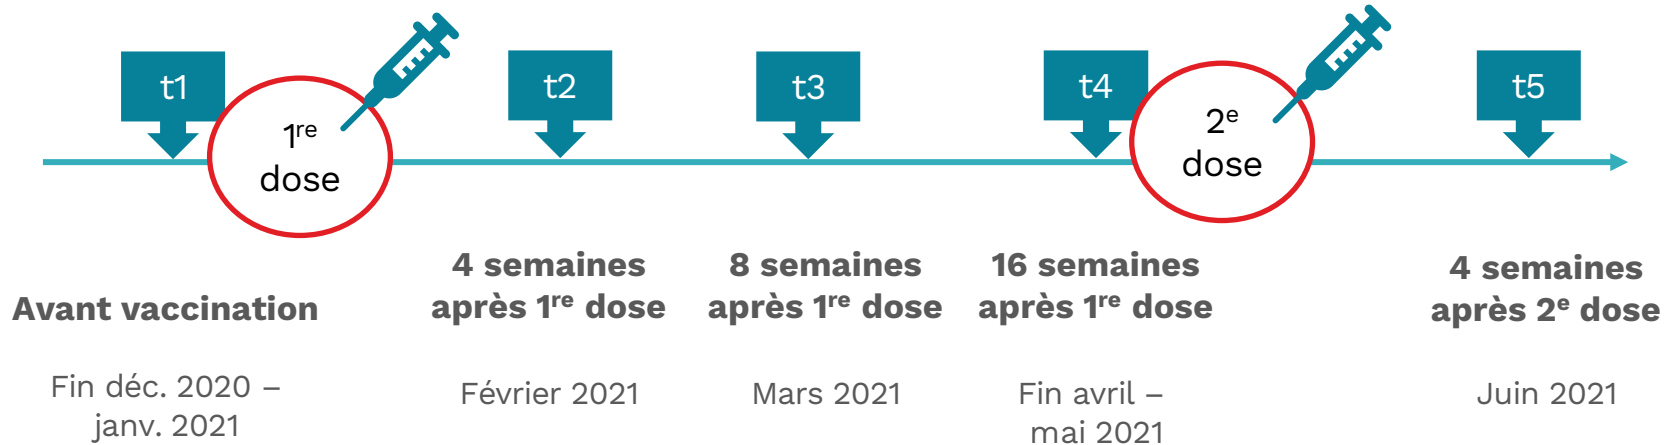 t1
1re
dose
t2
t3
t4
2e
dose
t5
Avant vaccination
Fin déc. 2020 –
janv. 2021
4 semaines
après 1re dose
Février 2021
8 semaines
après 1re dose
Mars 2021
16 semaines
après 1re dose
Fin avril –
mai 2021
4 semaines
après 2e dose
Juin 2021